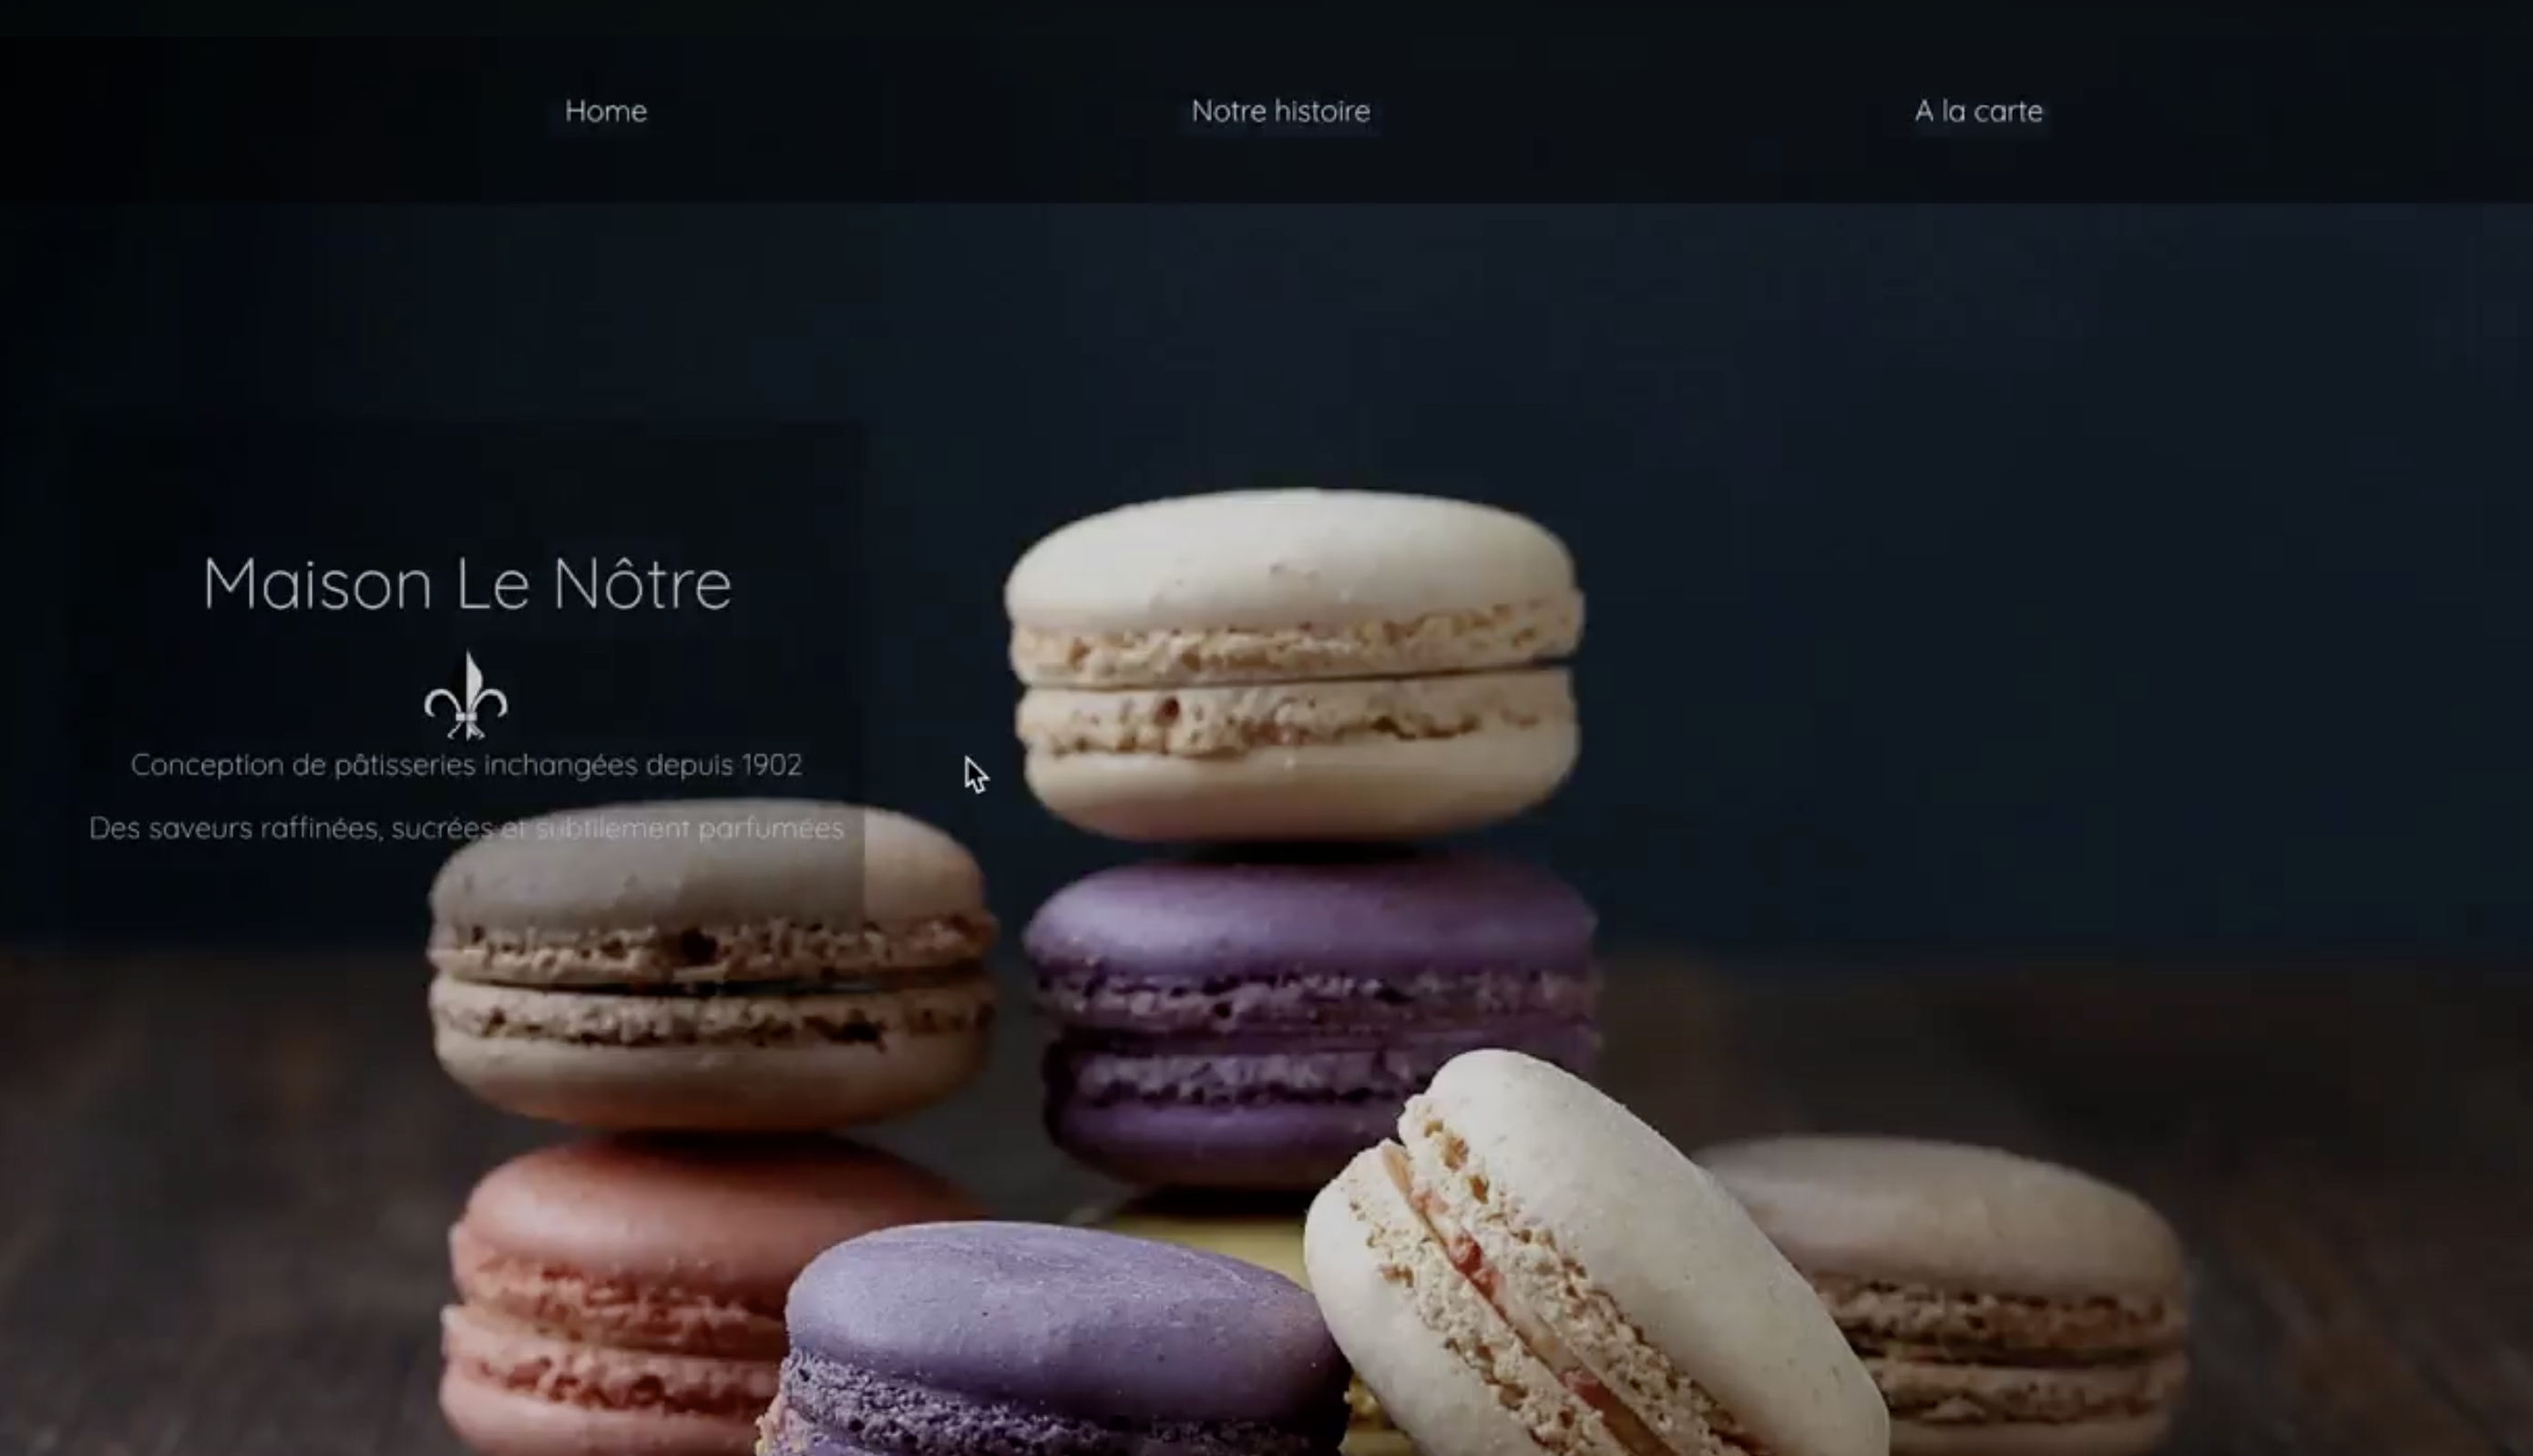 Home
Notre histoire
A la carte
Maison Le Nôtre
Conception de pâtisseries inchangées depuis 1902
Des saveurs raffinées, sucrées et subtilement parfumées